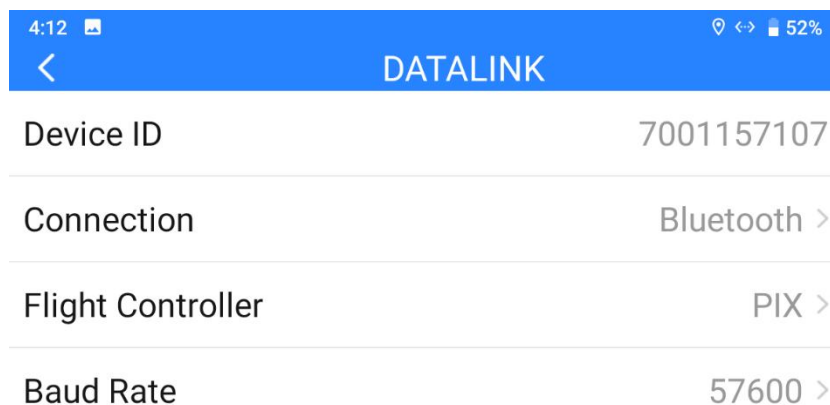 4:12 52%
DATALINK
Device ID 7001157107
Connection Bluetooth >
Flight Controller PIX >
Baud Rate 57600 >